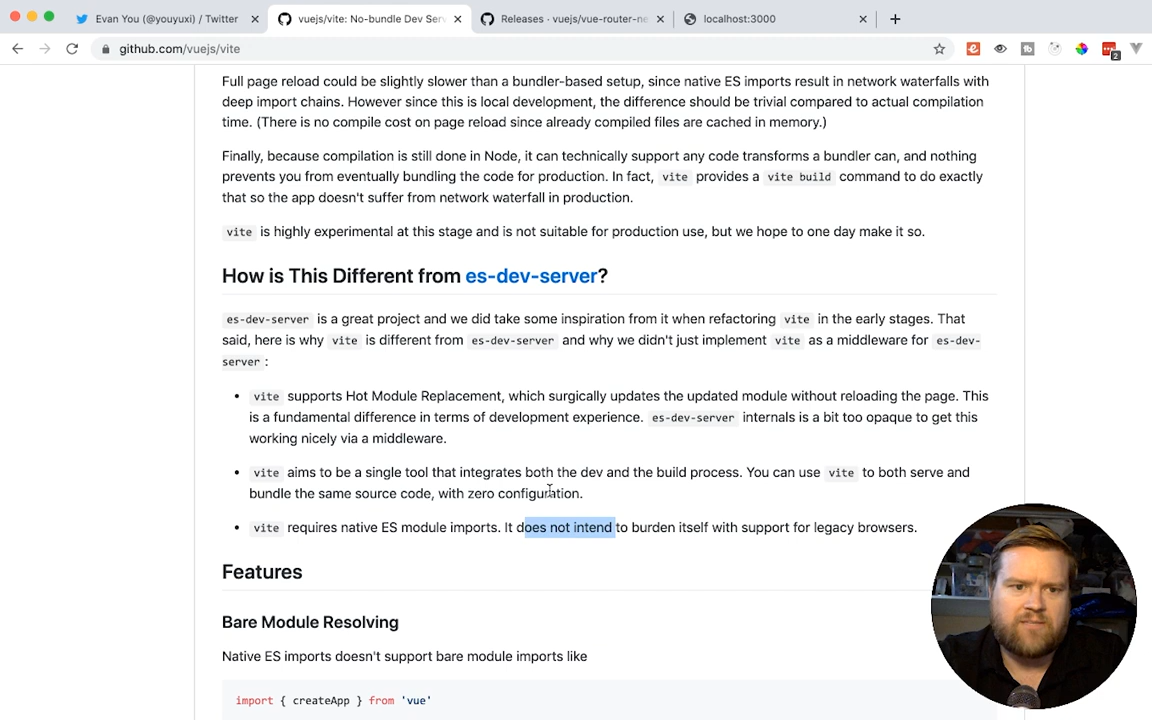 Evan You (@youyuxi) / Twitter
vuejs/vite: No-bundle Dev Serv
Releases · vuejs/vue-router-ne
localhost:3000
github.com/vuejs/vite
2
Full page reload could be slightly slower than a bundler-based setup, since native ES imports result in network waterfalls with
deep import chains. However since this is local development, the difference should be trivial compared to actual compilation
time. (There is no compile cost on page reload since already compiled files are cached in memory.)
Finally, because compilation is still done in Node, it can technically support any code transforms a bundler can, and nothing
prevents you from eventually bundling the code for production. In fact, vite provides a vite build command to do exactly
that so the app doesn't suffer from network waterfall in production.
vite is highly experimental at this stage and is not suitable for production use, but we hope to one day make it so.
How is This Different from es-dev-server?
es-dev-server is a great project and we did take some inspiration from it when refactoring vite in the early stages. That
said, here is why vite is different from es-dev-server and why we didn't just implement vite as a middleware for es-dev-
server :
• vite supports Hot Module Replacement, which surgically updates the updated module without reloading the page. This
is a fundamental difference in terms of development experience. es-dev-server internals is a bit too opaque to get this
working nicely via a middleware.
• vite aims to be a single tool that integrates both the dev and the build process. You can use vite to both serve and
bundle the same source code, with zero configuration.
• vite requires native ES module imports. It does not intend to burden itself with support for legacy browsers.
Features
Bare Module Resolving
Native ES imports doesn't support bare module imports like
import { createApp } from 'vue'